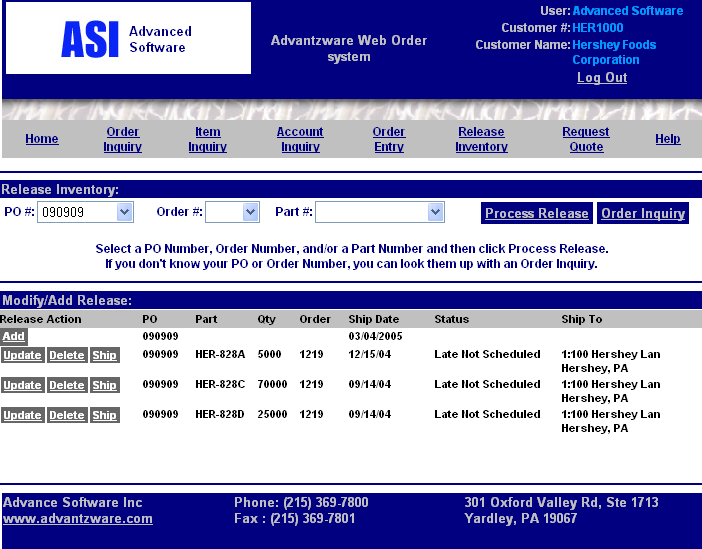 ASI Advanced Software
Advantzware Web Order system
User: Advanced Software
Customer #: HER1000
Customer Name: Hershey Foods Corporation
Log Out
Home Order Inquiry Item Inquiry Account Inquiry Order Entry Release Inventory Request Quote Help
Release Inventory:
PO #: 090909 Order #: Part #: Process Release Order Inquiry
Select a PO Number, Order Number, and/or a Part Number and then click Process Release.
If you don't know your PO or Order Number, you can look them up with an Order Inquiry.
Modify/Add Release:
Release Action PO Part Qty Order Ship Date Status Ship To
Add 090909 03/04/2005
Update Delete Ship 090909 HER-828A 5000 1219 12/15/04 Late Not Scheduled 1:100 Hershey Lan
Hershey, PA
Update Delete Ship 090909 HER-828C 70000 1219 09/14/04 Late Not Scheduled 1:100 Hershey Lan
Hershey, PA
Update Delete Ship 090909 HER-828D 25000 1219 09/14/04 Late Not Scheduled 1:100 Hershey Lan
Hershey, PA
Advance Software Inc Phone: (215) 369-7800 301 Oxford Valley Rd, Ste 1713
www.advantzware.com Fax : (215) 369-7801 Yardley, PA 19067